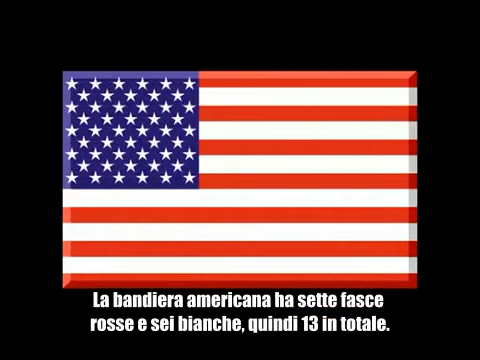 La bandiera americana ha sette fasce
rosse e sei bianche, quindi 13 in totale.